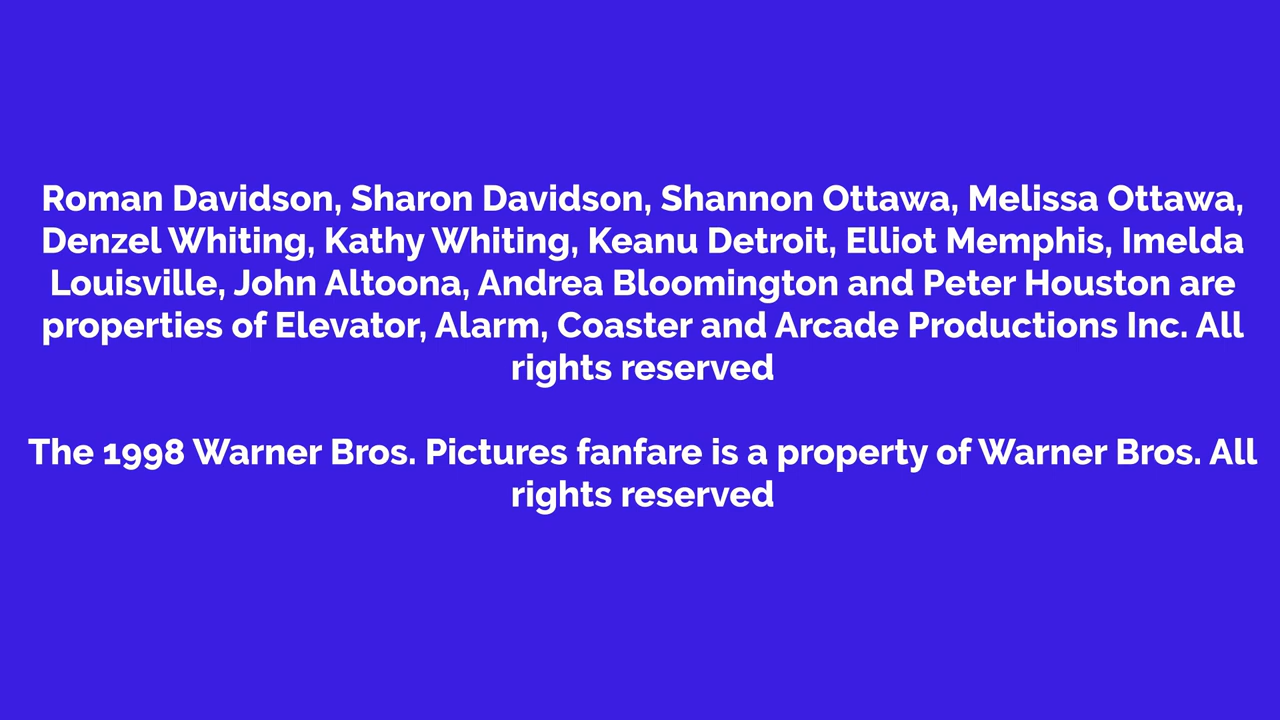 Roman Davidson, Sharon Davidson, Shannon Ottawa, Melissa Ottawa,
Denzel Whiting, Kathy Whiting, Keanu Detroit, Elliot Memphis, Imelda
Louisville, John Altoona, Andrea Bloomington and Peter Houston are
properties of Elevator, Alarm, Coaster and Arcade Productions Inc. All
rights reserved
The 1998 Warner Bros. Pictures fanfare is a property of Warner Bros. All
rights reserved